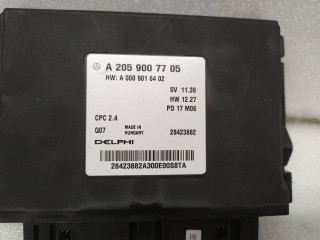 A 205 900 77 05
HW: A 000 901 64 02
SV 11.39
HW 12.27
PD 17 M06
CPC 2.4
Q07
MADE IN
HUNGARY
28423882
DELPHI
28423882A300E00S8TA